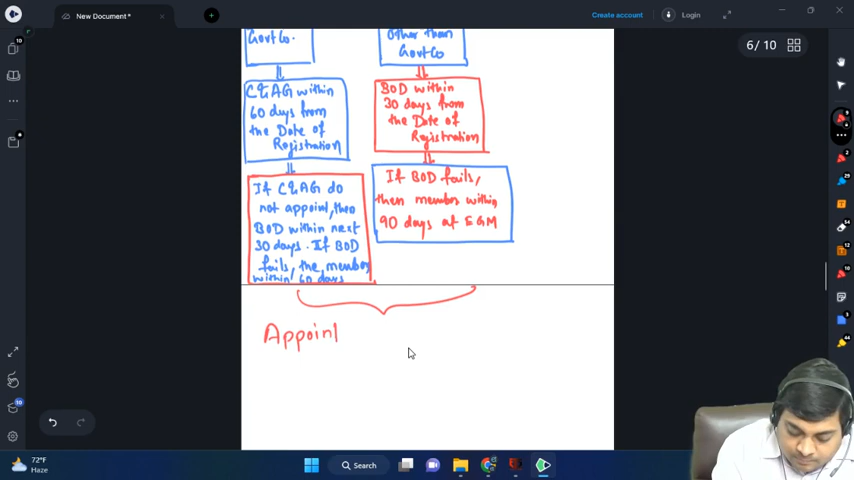 New Document*
Create account
Login
6/10
Govt Co.
Other than
Govt Co
C&AG within
60 days from
the Date of
Registration
BOD within
30 days from
the Date of
Registration
If C&AG do
not appoint, then
BOD within next
30 days. If BOD
fails, the member
within 60 days
If BOD fails,
then member within
90 days at EGM
Appoint
72°F
Haze
Search